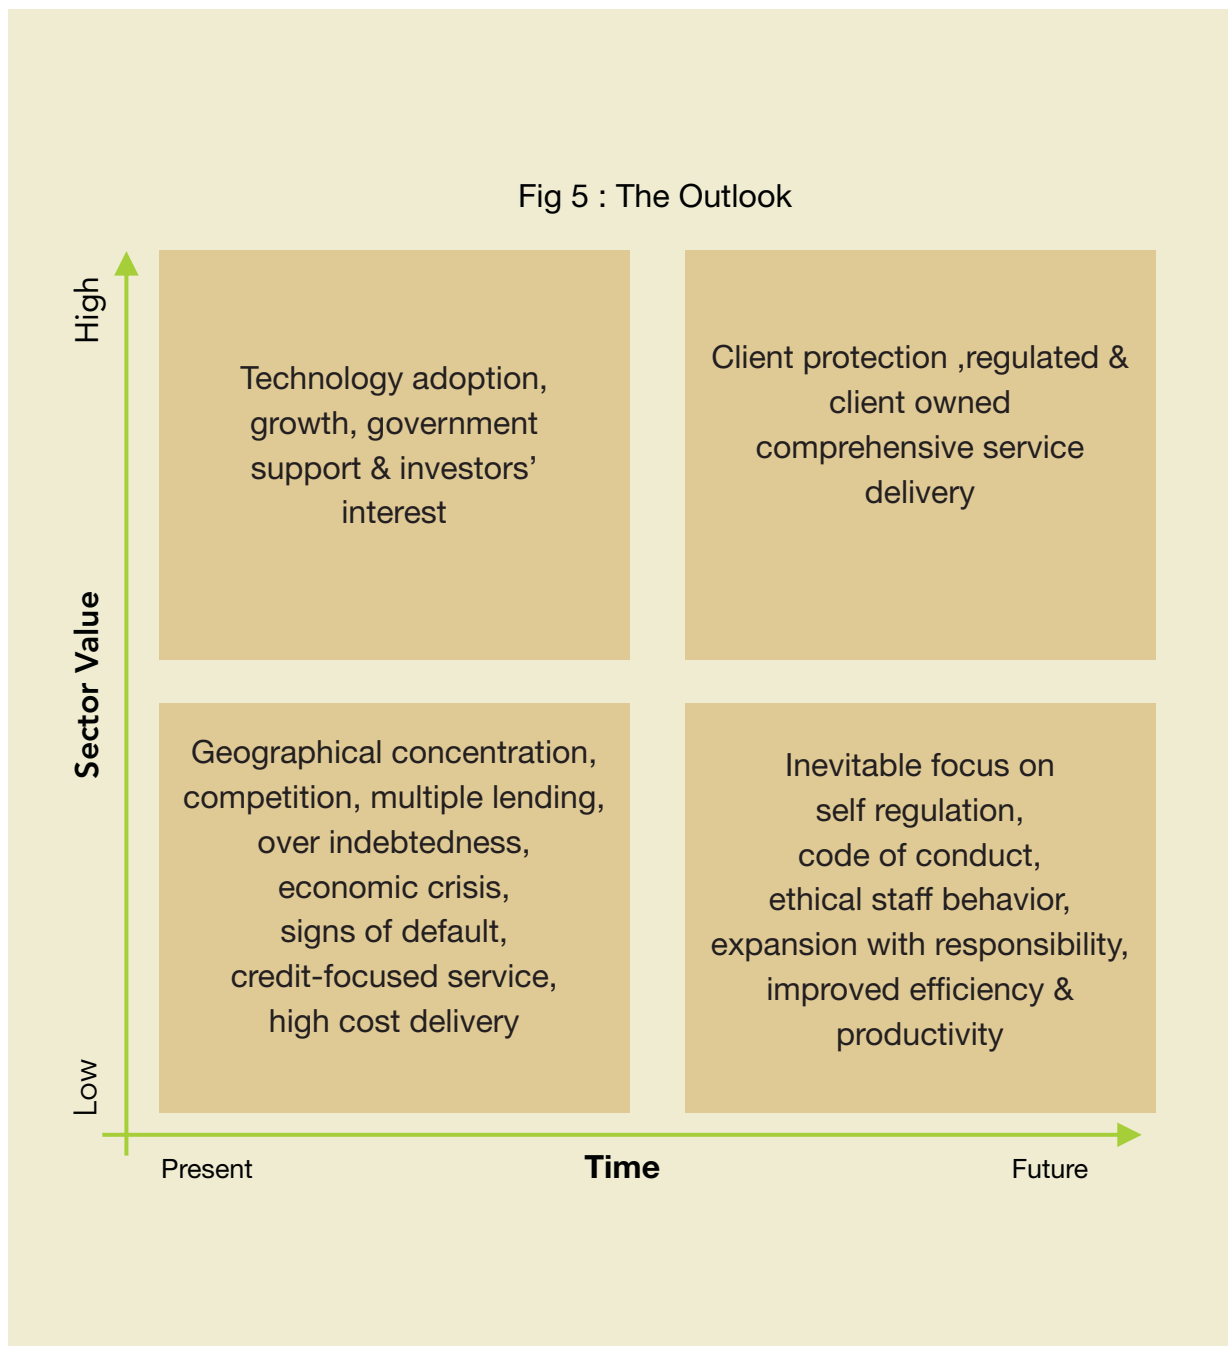 Fig 5 : The Outlook
High
Technology adoption,
growth, government
support & investors’
interest
Client protection ,regulated &
client owned
comprehensive service
delivery
Sector Value
Geographical concentration,
competition, multiple lending,
over indebtedness,
economic crisis,
signs of default,
credit-focused service,
high cost delivery
Inevitable focus on
self regulation,
code of conduct,
ethical staff behavior,
expansion with responsibility,
improved efficiency &
productivity
Low
Present
Time
Future